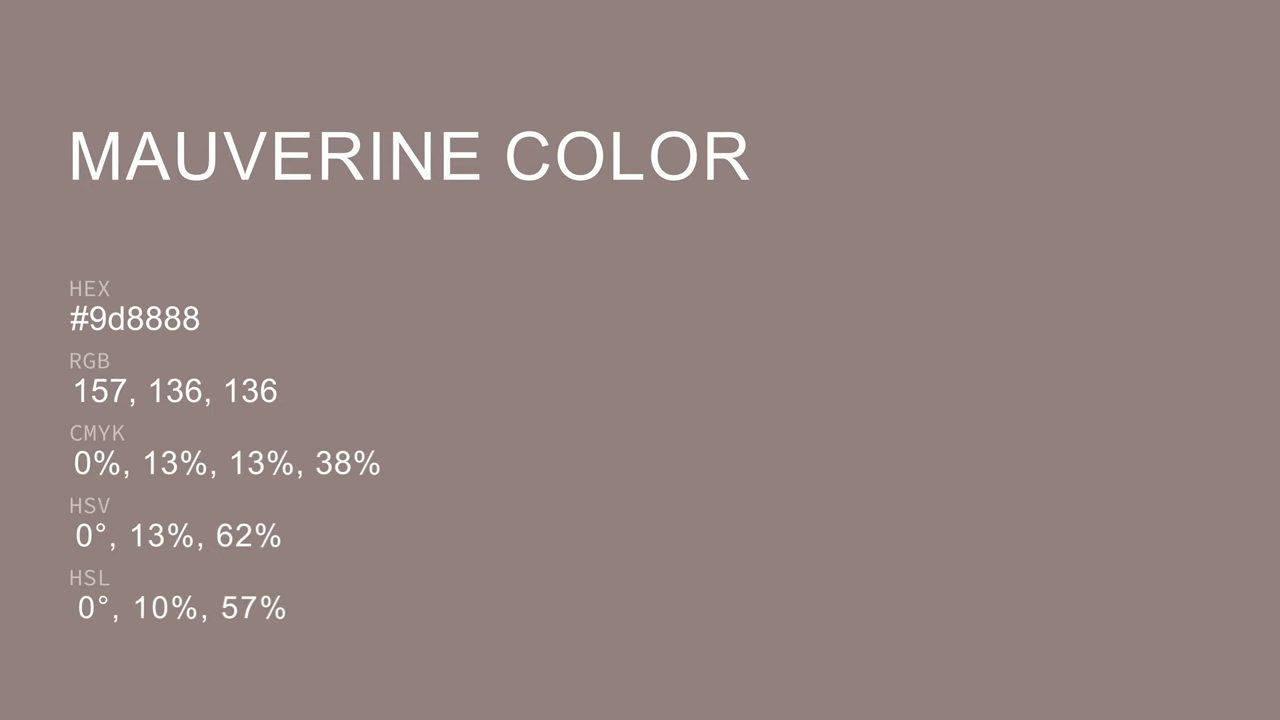 MAUVERINE COLOR
HEX
#9d8888
RGB
157, 136, 136
CMYK
0%, 13%, 13%, 38%
HSV
0°, 13%, 62%
HSL
0°, 10%, 57%